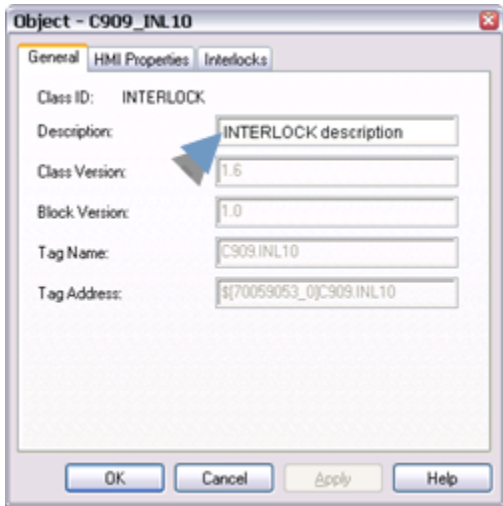 Object - C909_INL10
General HMI Properties Interlocks
Class ID: INTERLOCK
Description: INTERLOCK description
Class Version: 1.6
Block Version: 1.0
Tag Name: C909.INL10
Tag Address: $[70059053_0]C909.INL10
OK Cancel Apply Help